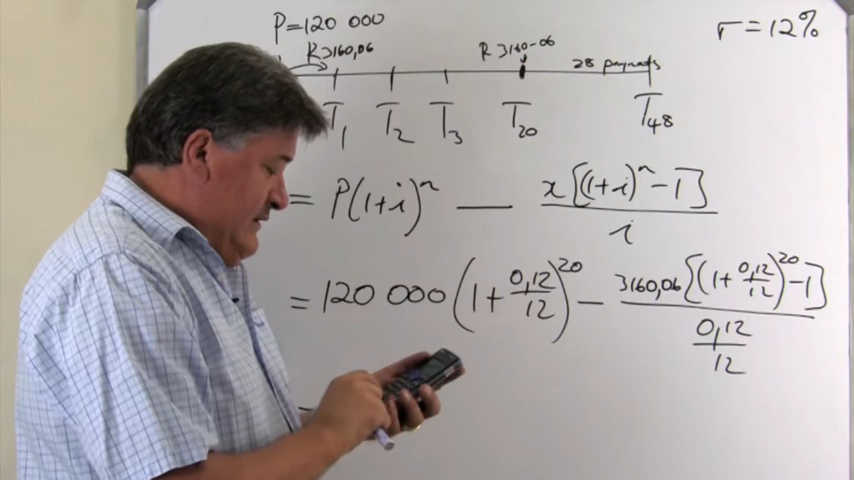 P=120 000
r=12%
R3160,06
R3160-06
28 payments
T1 T2 T3 T20 T48
= P(1+i)^n — x[(1+i)^n -1]/i
= 120 000(1+0,12/12)^20 — 3160,06[(1+0,12/12)^20 -1]/(0,12/12)